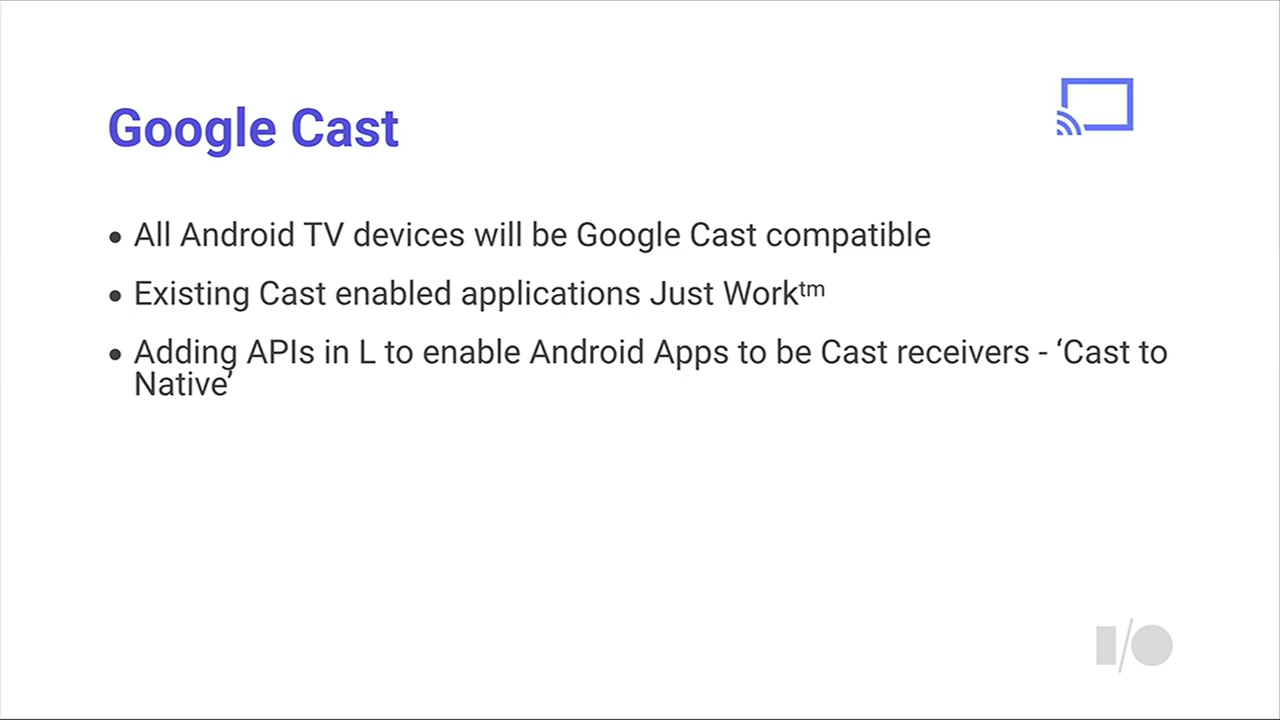 Google Cast
• All Android TV devices will be Google Cast compatible
• Existing Cast enabled applications Just Work™
• Adding APIs in L to enable Android Apps to be Cast receivers - ‘Cast to
Native’
I/O